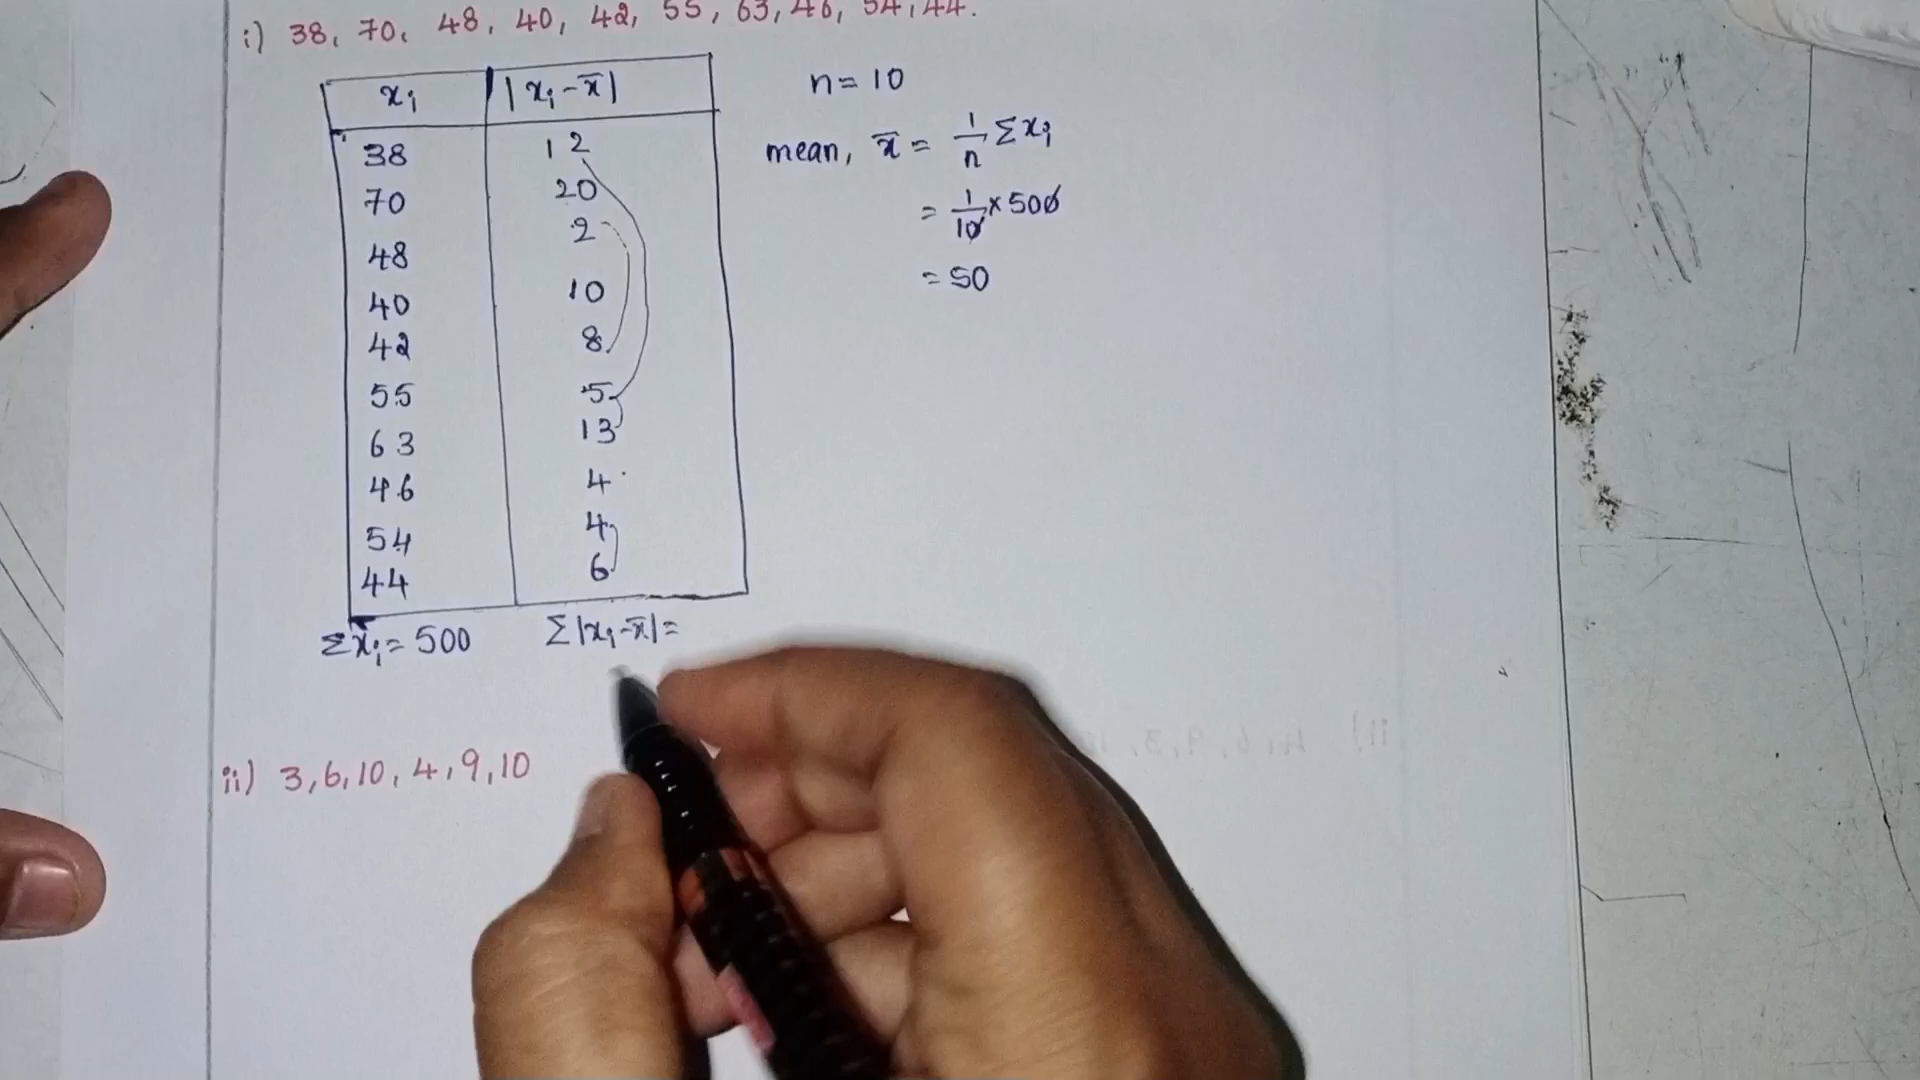 i) 38, 70, 48, 40, 42, 55, 63, 46, 54, 44.
xᵢ |xᵢ-x̄|
38 12
70 20
48 2
40 10
42 8
55 5
63 13
46 4
54 4
44 6
Σxᵢ = 500 Σ|xᵢ-x̄| =
n = 10
mean, x̄ = 1/n Σxᵢ
= 1/10 × 500
= 50
ii) 3, 6, 10, 4, 9, 10